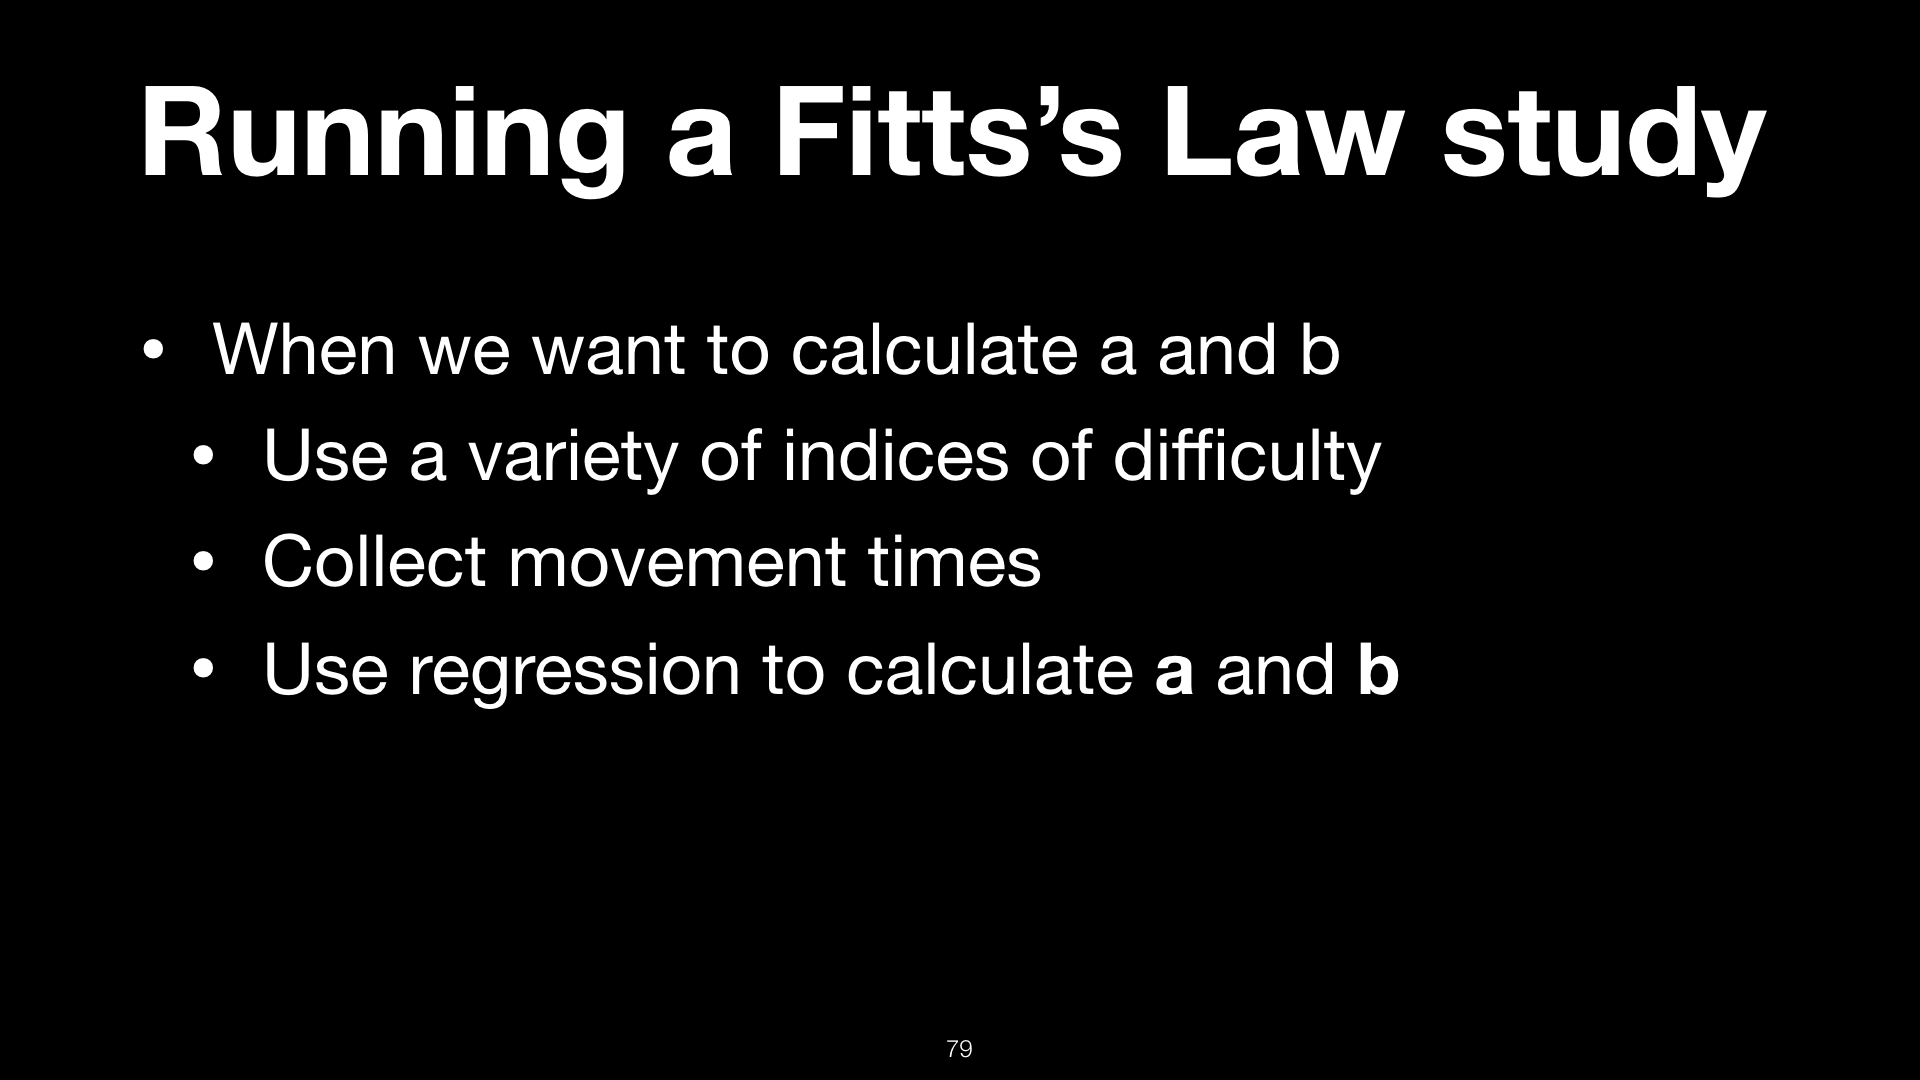 Running a Fitts’s Law study
• When we want to calculate a and b
• Use a variety of indices of difficulty
• Collect movement times
• Use regression to calculate a and b
79